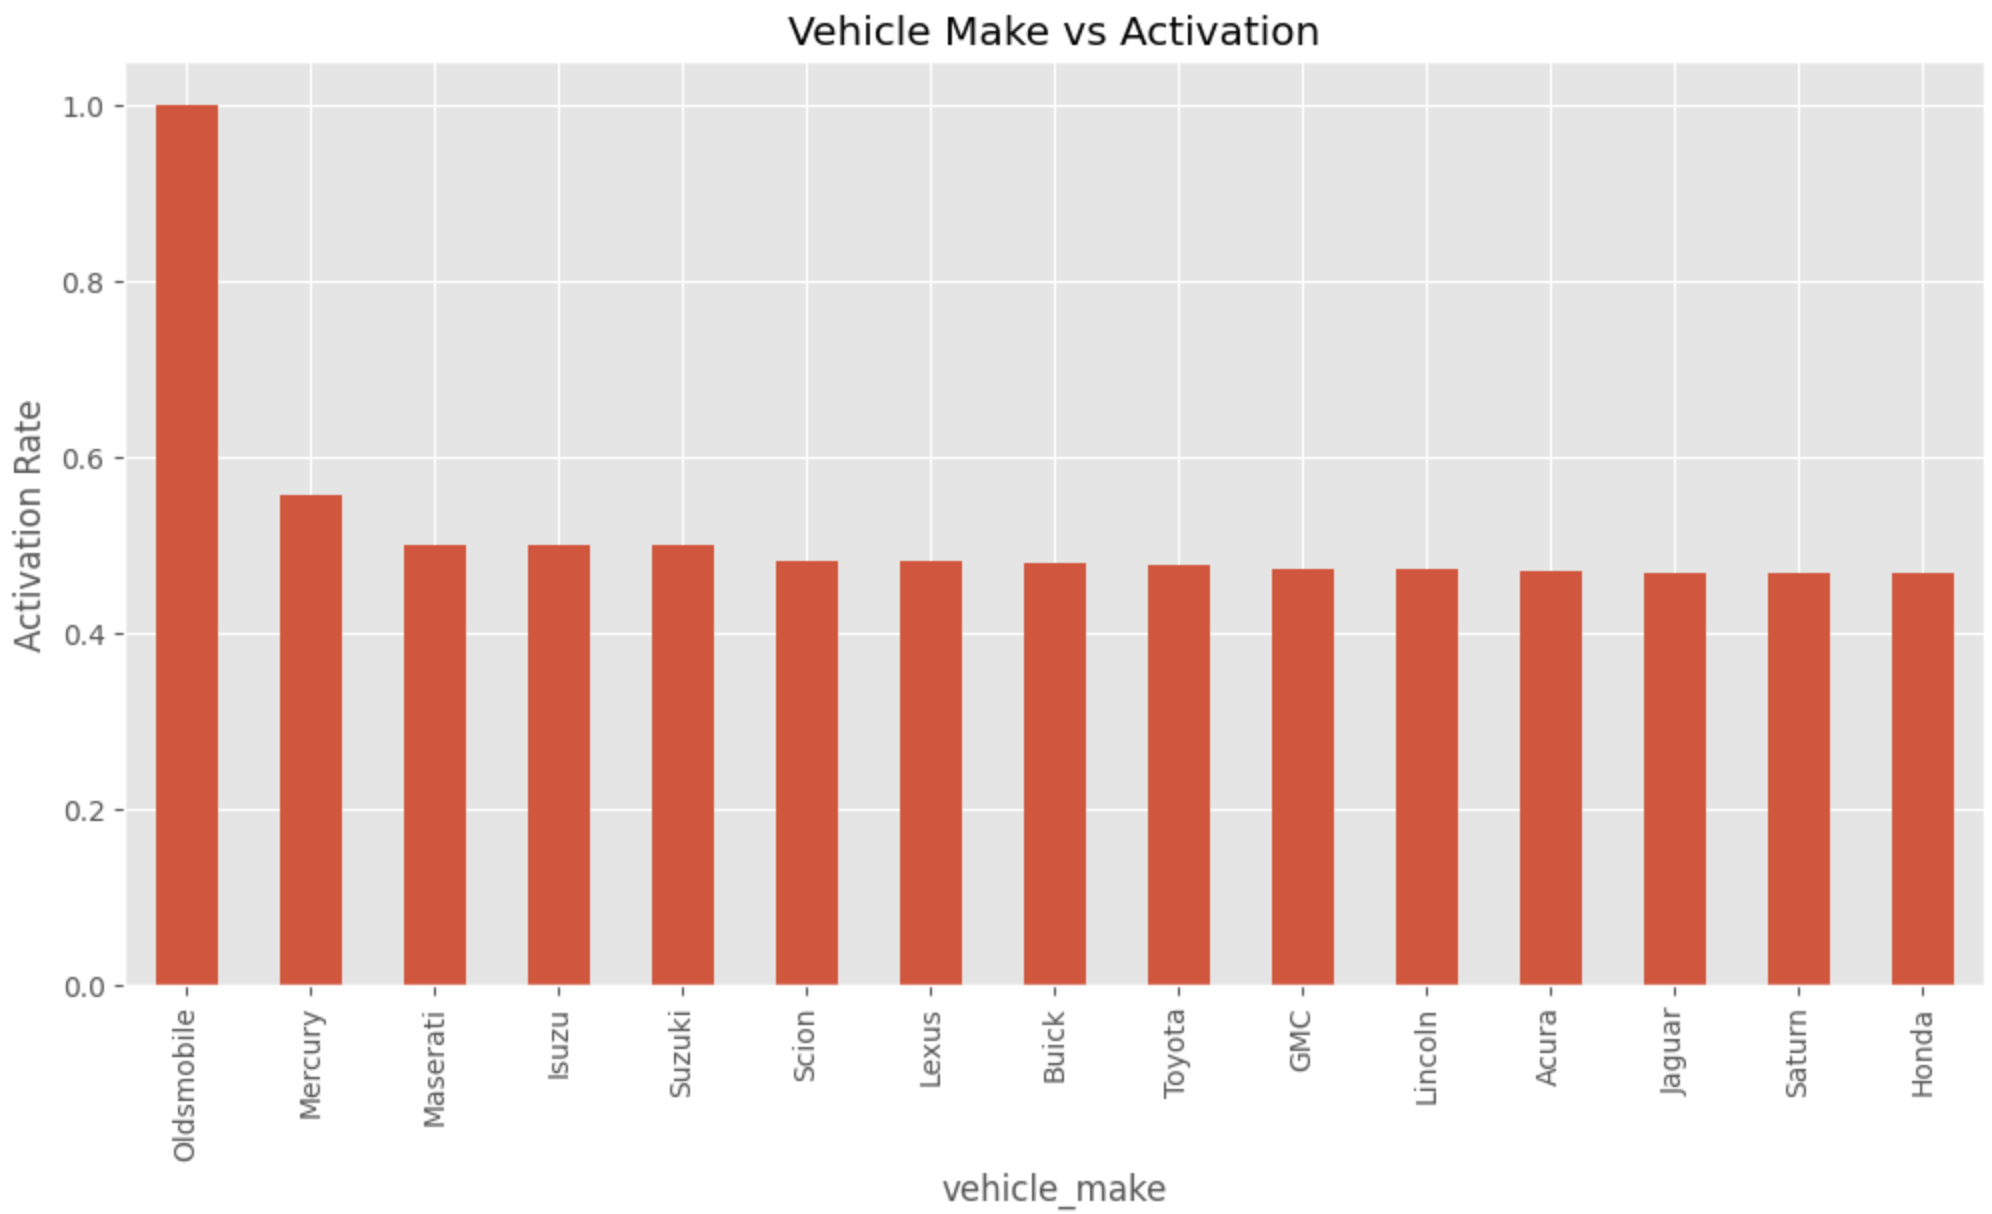 Vehicle Make vs Activation
Activation Rate
1.0
0.8
0.6
0.4
0.2
0.0
Oldsmobile
Mercury
Maserati
Isuzu
Suzuki
Scion
Lexus
Buick
Toyota
GMC
Lincoln
Acura
Jaguar
Saturn
Honda
vehicle_make